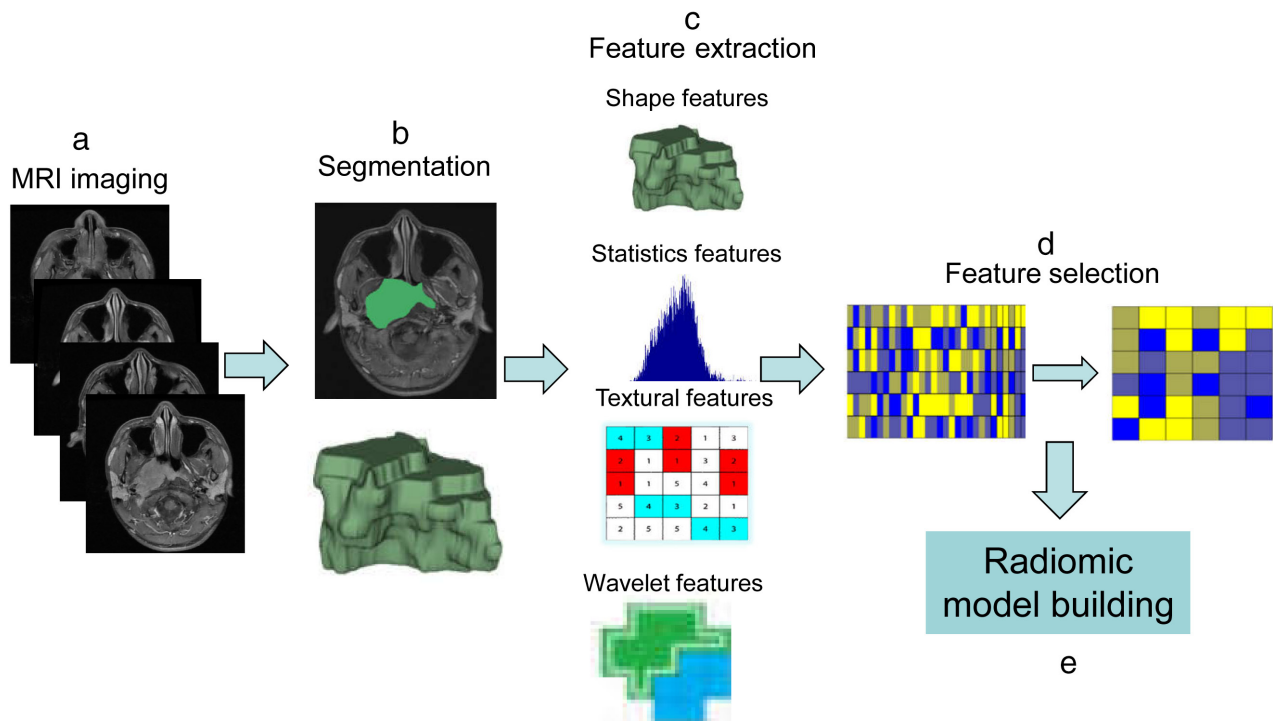 a
MRI imaging
b
Segmentation
c
Feature extraction
Shape features
Statistics features
Textural features
4 3 2 1 3
2 1 1 3 2
1 1 5 4 1
5 4 3 2 1
2 5 5 4 3
Wavelet features
d
Feature selection
Radiomic
model building
e